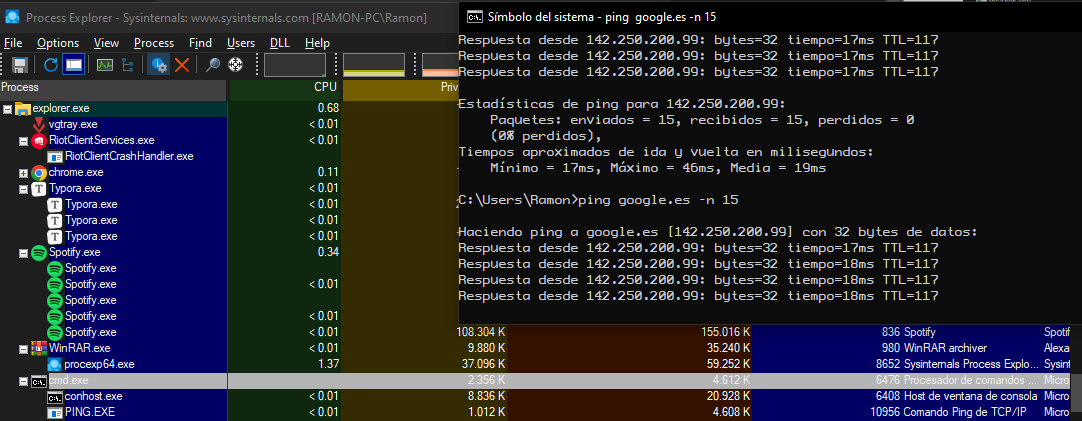 Process Explorer - Sysinternals: www.sysinternals.com [RAMON-PC\Ramon]
File Options View Process Find Users DLL Help
Process CPU Priv
explorer.exe 0.68
vgtray.exe < 0.01
RiotClientServices.exe < 0.01
RiotClientCrashHandler.exe
chrome.exe 0.11
Typora.exe < 0.01
Typora.exe < 0.01
Typora.exe < 0.01
Typora.exe < 0.01
Spotify.exe 0.34
Spotify.exe
Spotify.exe < 0.01
Spotify.exe
Spotify.exe < 0.01
Spotify.exe < 0.01 108.304 K 155.016 K 836 Spotify Spotif
WinRAR.exe < 0.01 9.880 K 35.240 K 980 WinRAR archiver Alexa
procexp64.exe 1.37 37.096 K 59.252 K 8652 Sysinternals Process Explo... Sysint
cmd.exe 2.356 K 4.612 K 6476 Procesador de comandos ... Micro
conhost.exe < 0.01 8.836 K 20.928 K 6408 Host de ventana de consola Micro
PING.EXE < 0.01 1.012 K 4.608 K 10956 Comando Ping de TCP/IP Micro
Símbolo del sistema - ping google.es -n 15
Respuesta desde 142.250.200.99: bytes=32 tiempo=17ms TTL=117
Respuesta desde 142.250.200.99: bytes=32 tiempo=17ms TTL=117
Respuesta desde 142.250.200.99: bytes=32 tiempo=17ms TTL=117
Estadísticas de ping para 142.250.200.99:
Paquetes: enviados = 15, recibidos = 15, perdidos = 0
(0% perdidos),
Tiempos aproximados de ida y vuelta en milisegundos:
Mínimo = 17ms, Máximo = 46ms, Media = 19ms
C:\Users\Ramon>ping google.es -n 15
Haciendo ping a google.es [142.250.200.99] con 32 bytes de datos:
Respuesta desde 142.250.200.99: bytes=32 tiempo=17ms TTL=117
Respuesta desde 142.250.200.99: bytes=32 tiempo=18ms TTL=117
Respuesta desde 142.250.200.99: bytes=32 tiempo=18ms TTL=117
Respuesta desde 142.250.200.99: bytes=32 tiempo=18ms TTL=117